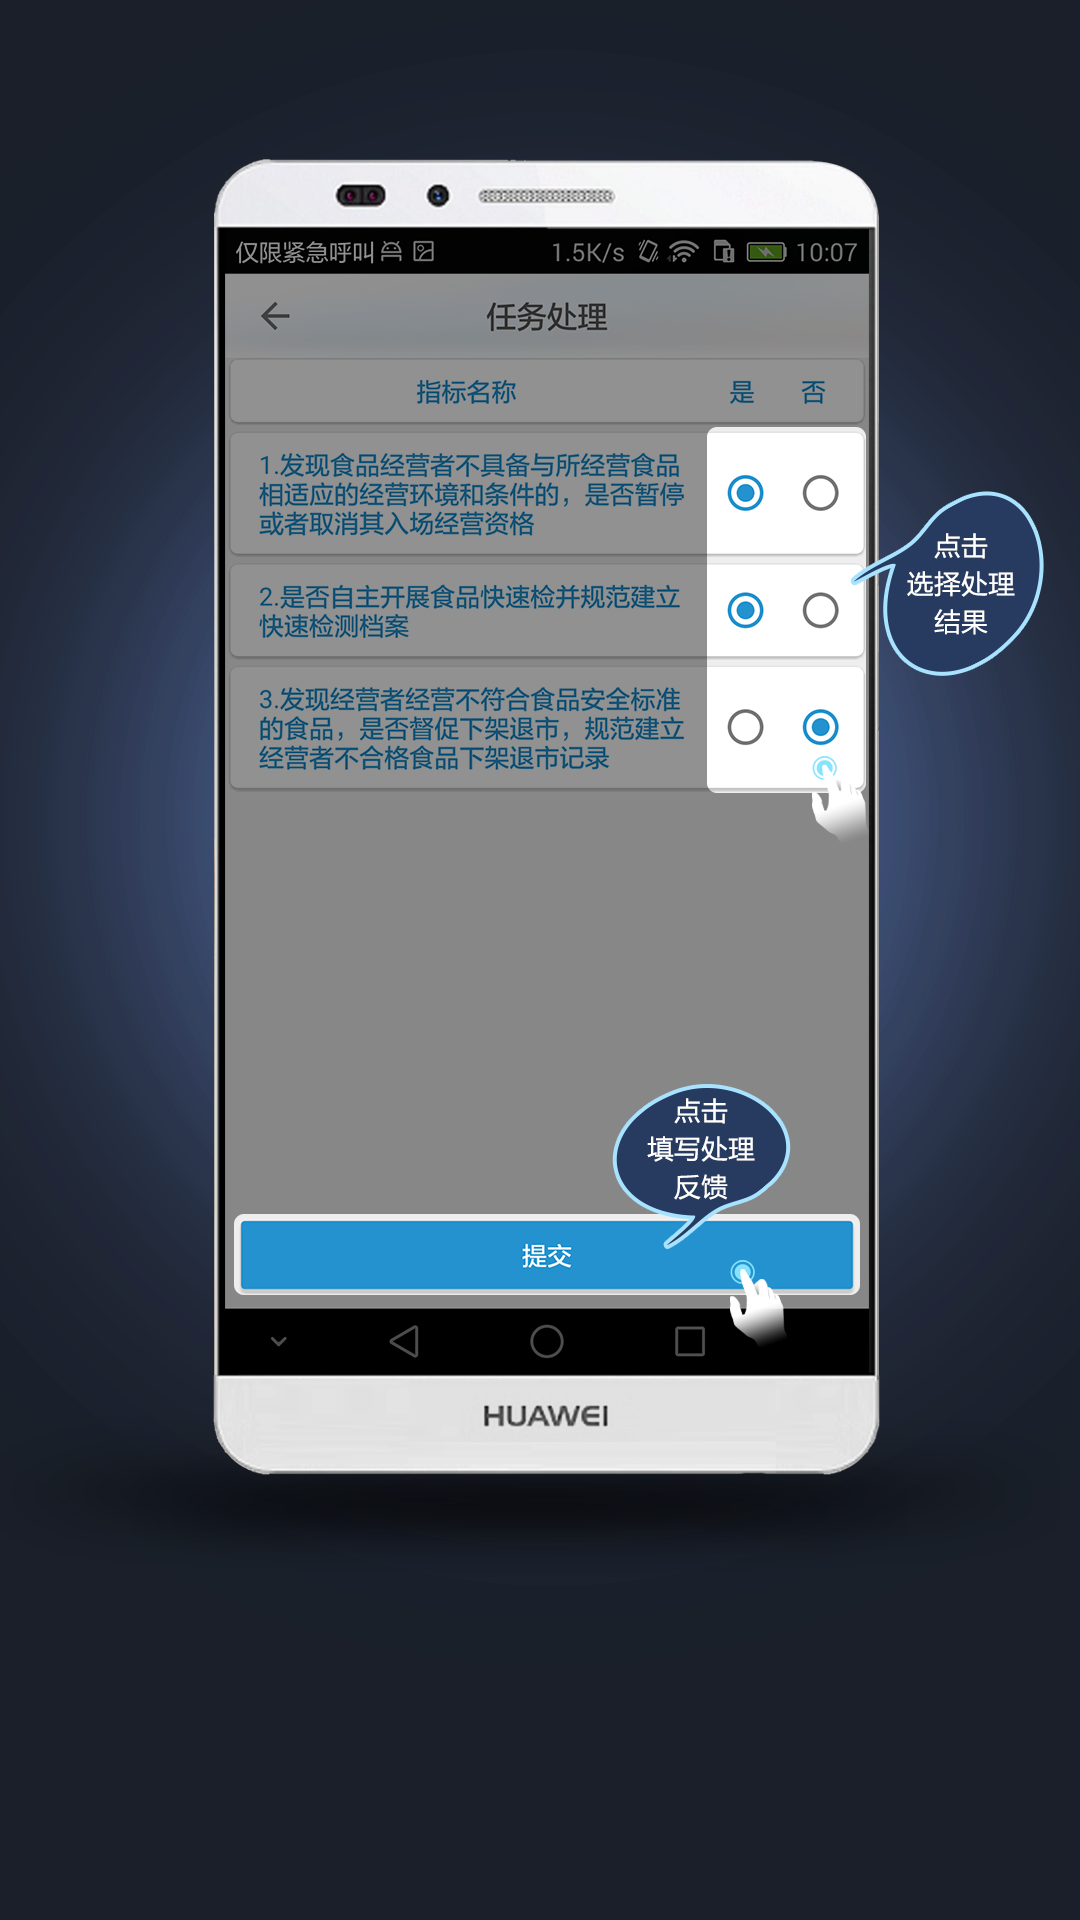 仅限紧急呼叫
1.5K/s
10:07
任务处理
指标名称 是 否
1.发现食品经营者不具备与所经营食品
相适应的经营环境和条件的，是否暂停
或者取消其入场经营资格
2.是否自主开展食品快速检并规范建立
快速检测档案
3.发现经营者经营不符合食品安全标准
的食品，是否督促下架退市，规范建立
经营者不合格食品下架退市记录
点击
选择处理
结果
点击
填写处理
反馈
提交
HUAWEI